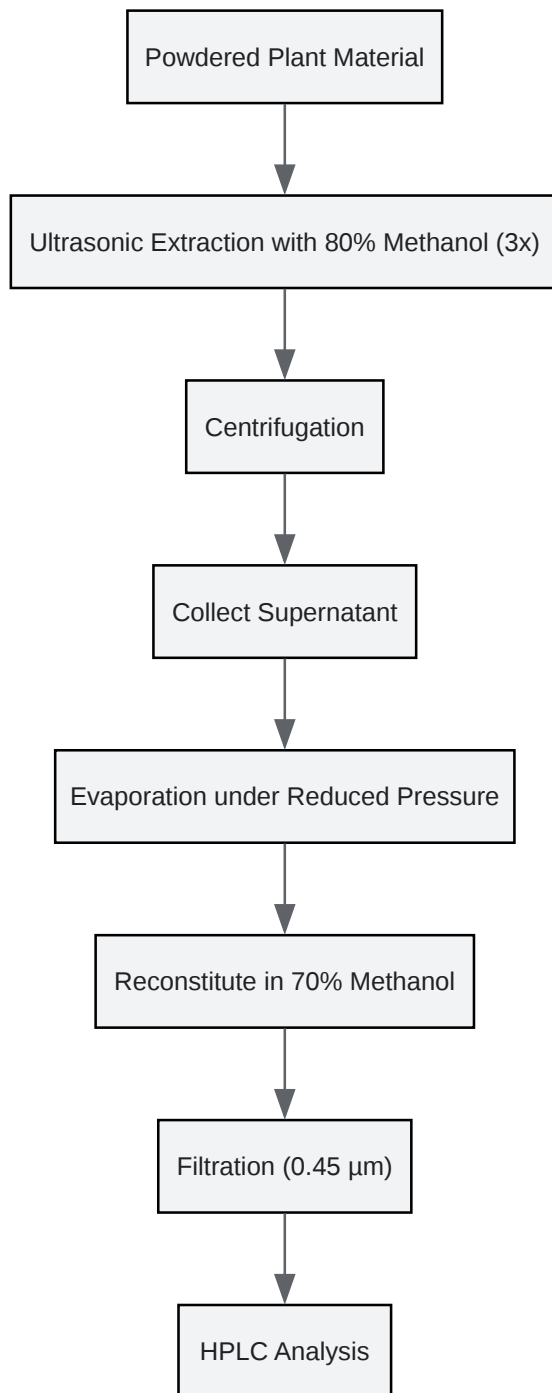 Powdered Plant Material
Ultrasonic Extraction with 80% Methanol (3x)
Centrifugation
Collect Supernatant
Evaporation under Reduced Pressure
Reconstitute in 70% Methanol
Filtration (0.45 µm)
HPLC Analysis